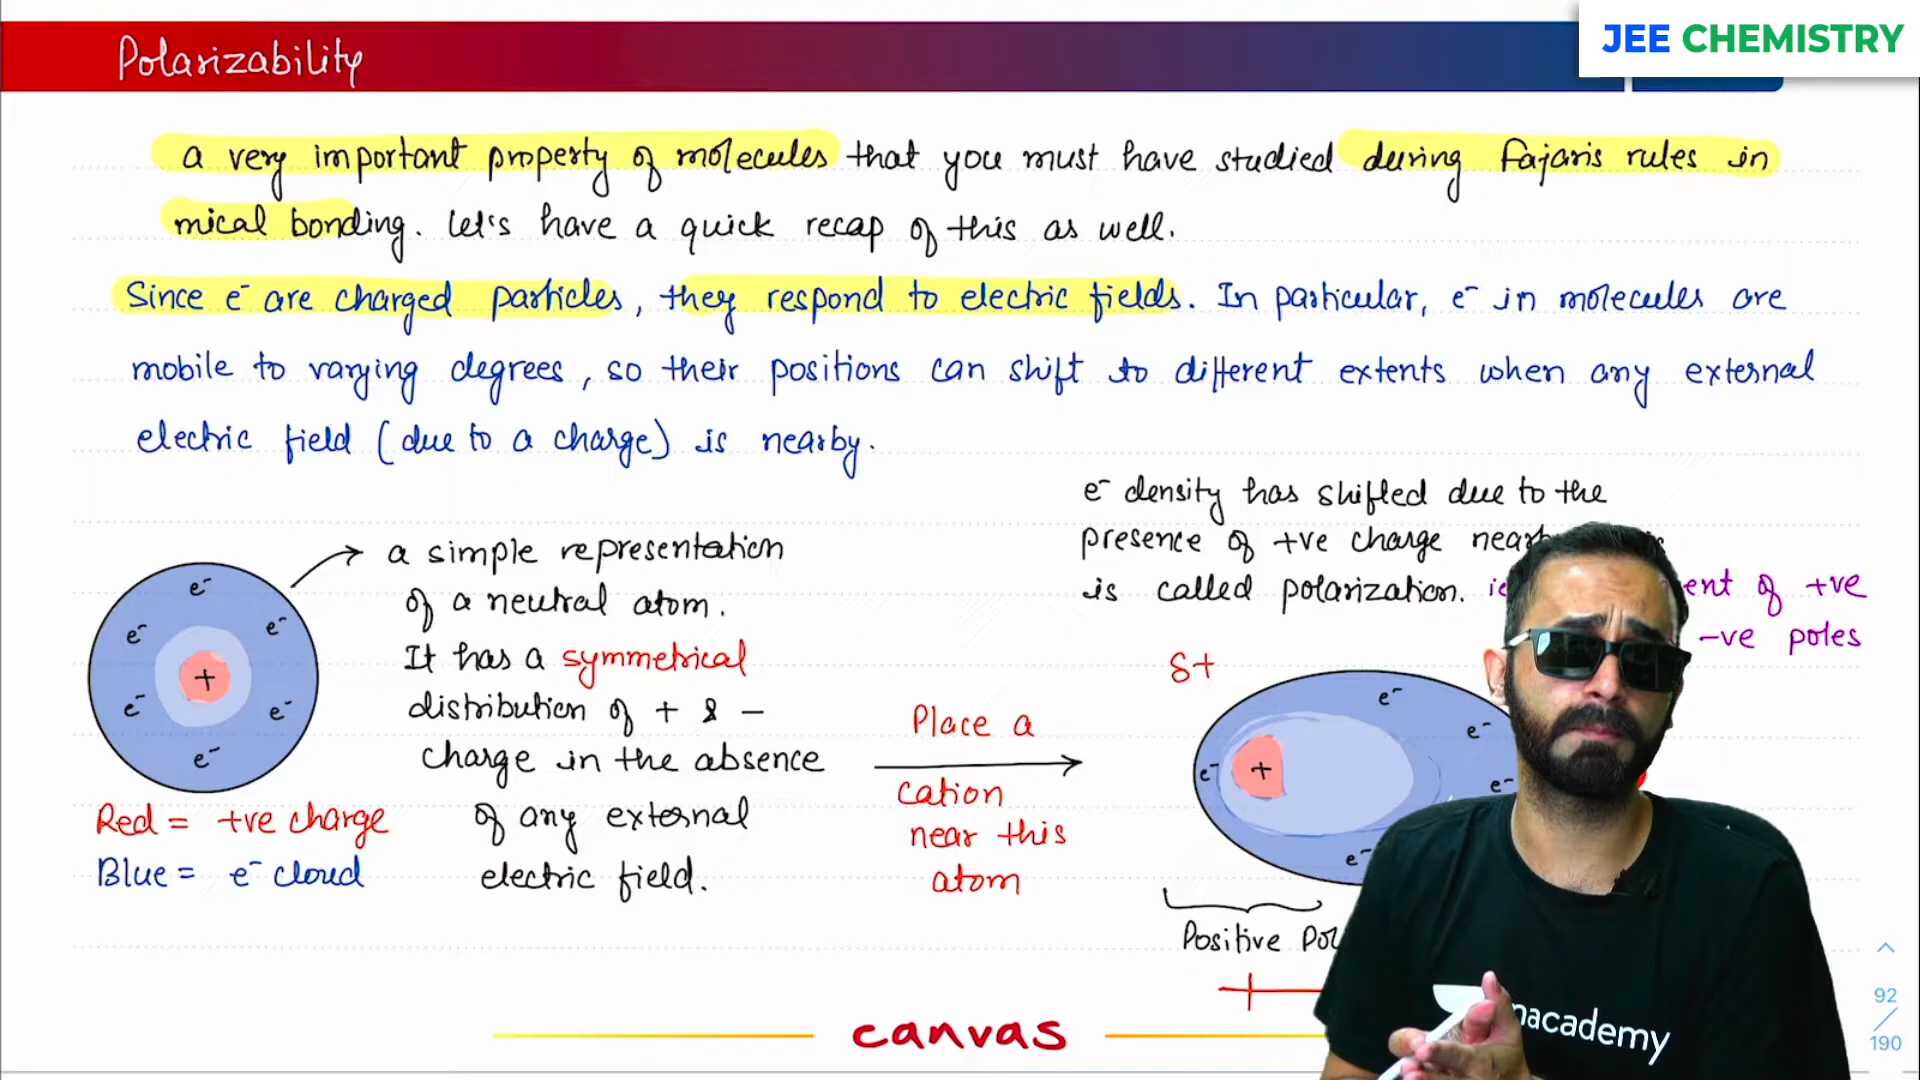 Polarizability
JEE CHEMISTRY
a very important property of molecules that you must have studied during Fajan's rules in
mical bonding. Let's have a quick recap of this as well.
Since e⁻ are charged particles, they respond to electric fields. In particular, e⁻ in molecules are
mobile to varying degrees, so their positions can shift to different extents when any external
electric field (due to a charge) is nearby.
e⁻ density has shifted due to the
presence of +ve charge
is called polarization. of +ve
-ve poles
a simple representation
of a neutral atom.
It has a symmetrical
distribution of + & -
charge in the absence
of any external
electric field.
e⁻
e⁻
e⁻
+
e⁻
e⁻
e⁻
Red = +ve charge
Blue = e⁻ cloud
Place a
cation
near this
atom
δ+
e⁻
e⁻
e⁻
+
e⁻
e⁻
Positive
canvas
nacademy
92
/
190